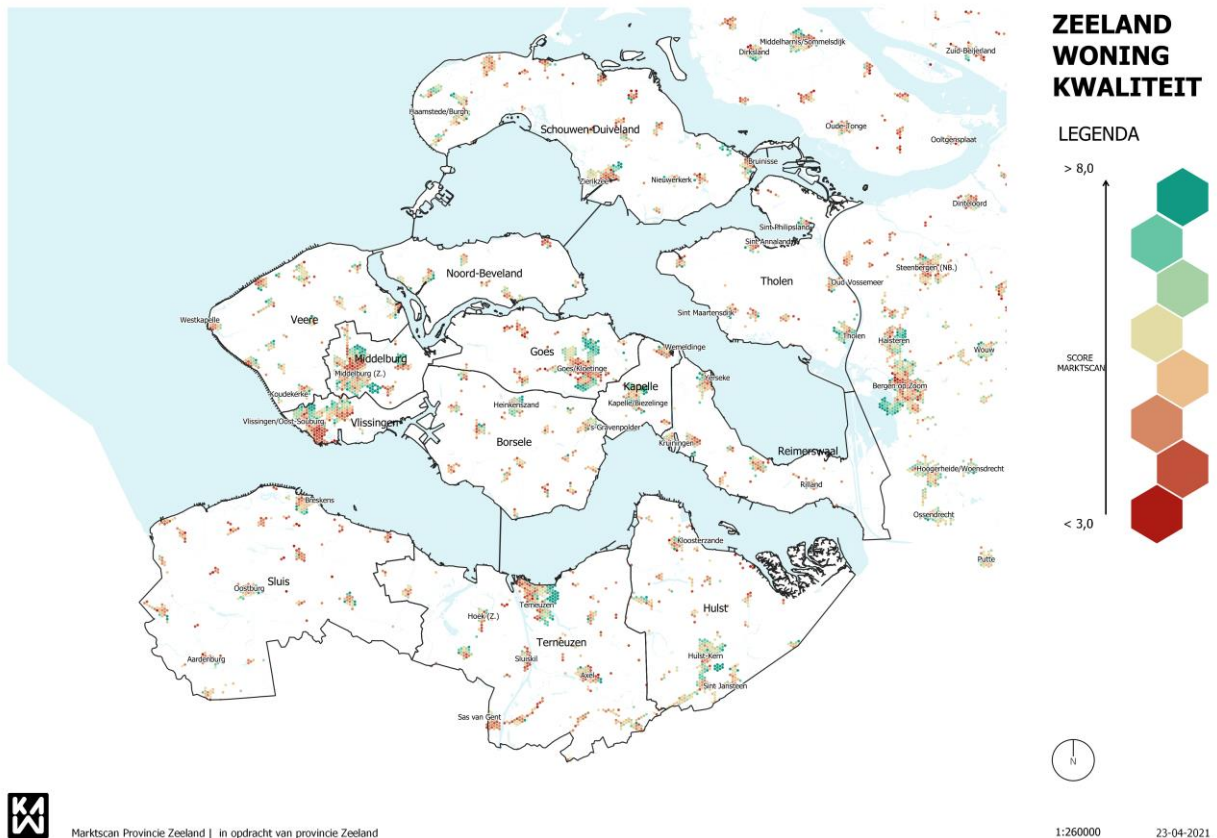 ZEELAND
WONING
KWALITEIT
LEGENDA
> 8,0
SCORE
MARKTSCAN
< 3,0
Middelharnis/Sommelsdijk
Dirksland
Zuid-Beijerland
Haamstede/Burgh
Schouwen-Duiveland
Oude-Tonge
Ooltgensplaat
Bruinisse
Zierikzee
Nieuwerkerk
Dinteloord
Sint Philipsland
Sint Annaland
Steenbergen (NB.)
Noord-Beveland
Tholen
Oud-Vossemeer
Westkapelle
Veere
Sint Maartensdijk
Tholen
Halsteren
Wouw
Middelburg
Middelburg (Z.)
Goes
Goes/Kloetinge
Wemeldinge
Kapelle
Kapelle/Biezelinge
Yerseke
Bergen op Zoom
Koudekerke
Vlissingen/Oost-Souburg
Vlissingen
Heinkenszand
's Gravenpolder
Borsele
Kruiningen
Reimerswaal
Rilland
Hoogerheide/Woensdrecht
Ossendrecht
Putte
Breskens
Kloosterzande
Sluis
Oostburg
Terneuzen
Hoek (Z.)
Hulst
Terneuzen
Aardenburg
Sluiskil
Hulst-Kern
Axel
Sint Jansteen
Sas van Gent
N
KAW
Marktscan Provincie Zeeland | in opdracht van provincie Zeeland
1:260000
23-04-2021